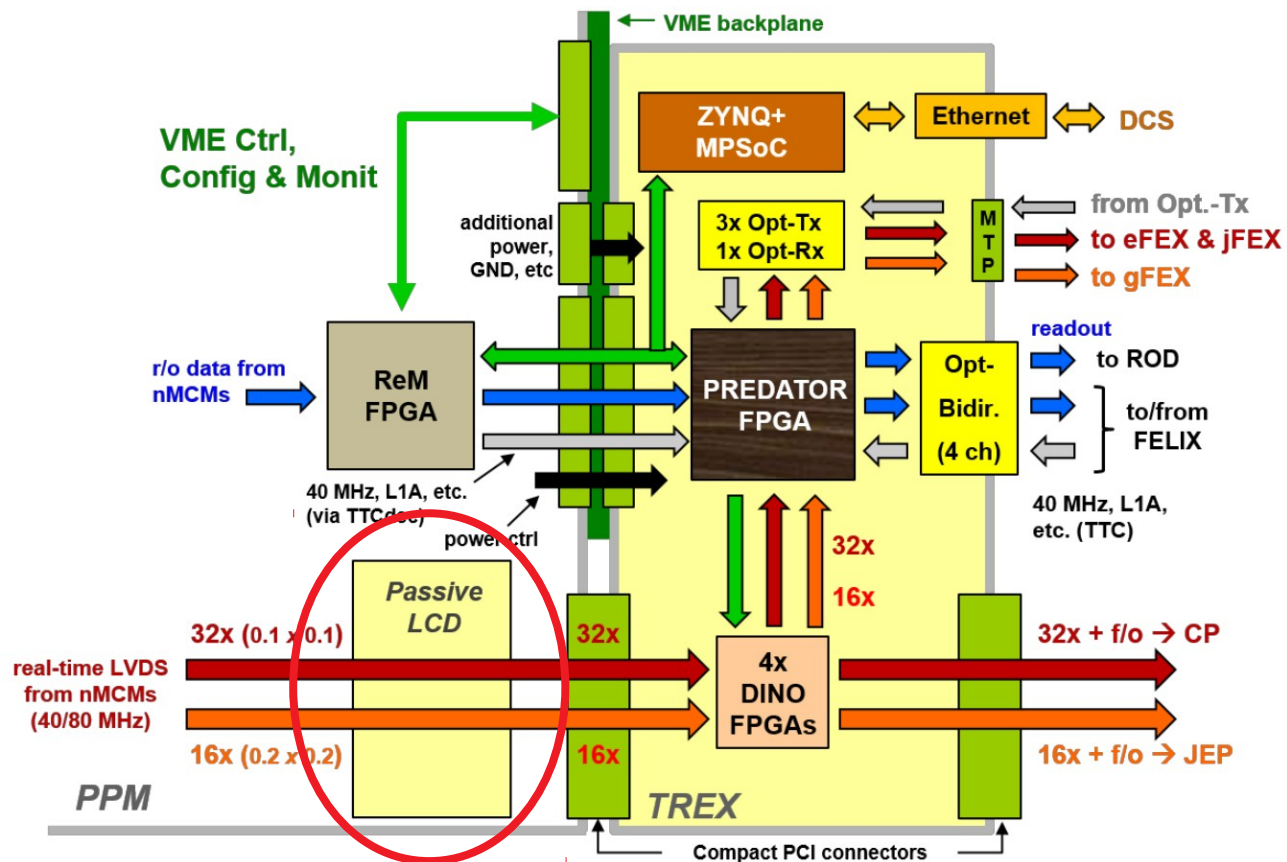 VME backplane
ZYNQ+
MPSoC
Ethernet
DCS
VME Ctrl,
Config & Monit
additional
power,
GND, etc
3x Opt-Tx
1x Opt-Rx
M
T
P
from Opt.-Tx
to eFEX & jFEX
to gFEX
r/o data from
nMCMs
ReM
FPGA
PREDATOR
FPGA
Opt-
Bidir.
(4 ch)
readout
to ROD
to/from
FELIX
40 MHz, L1A, etc.
(via TTCdec)
power ctrl
40 MHz, L1A,
etc. (TTC)
32x
16x
Passive
LCD
32x (0.1 x 0.1)
32x
real-time LVDS
from nMCMs
(40/80 MHz)
16x (0.2 x 0.2)
16x
4x
DINO
FPGAs
32x + f/o → CP
16x + f/o → JEP
PPM
TREX
Compact PCI connectors